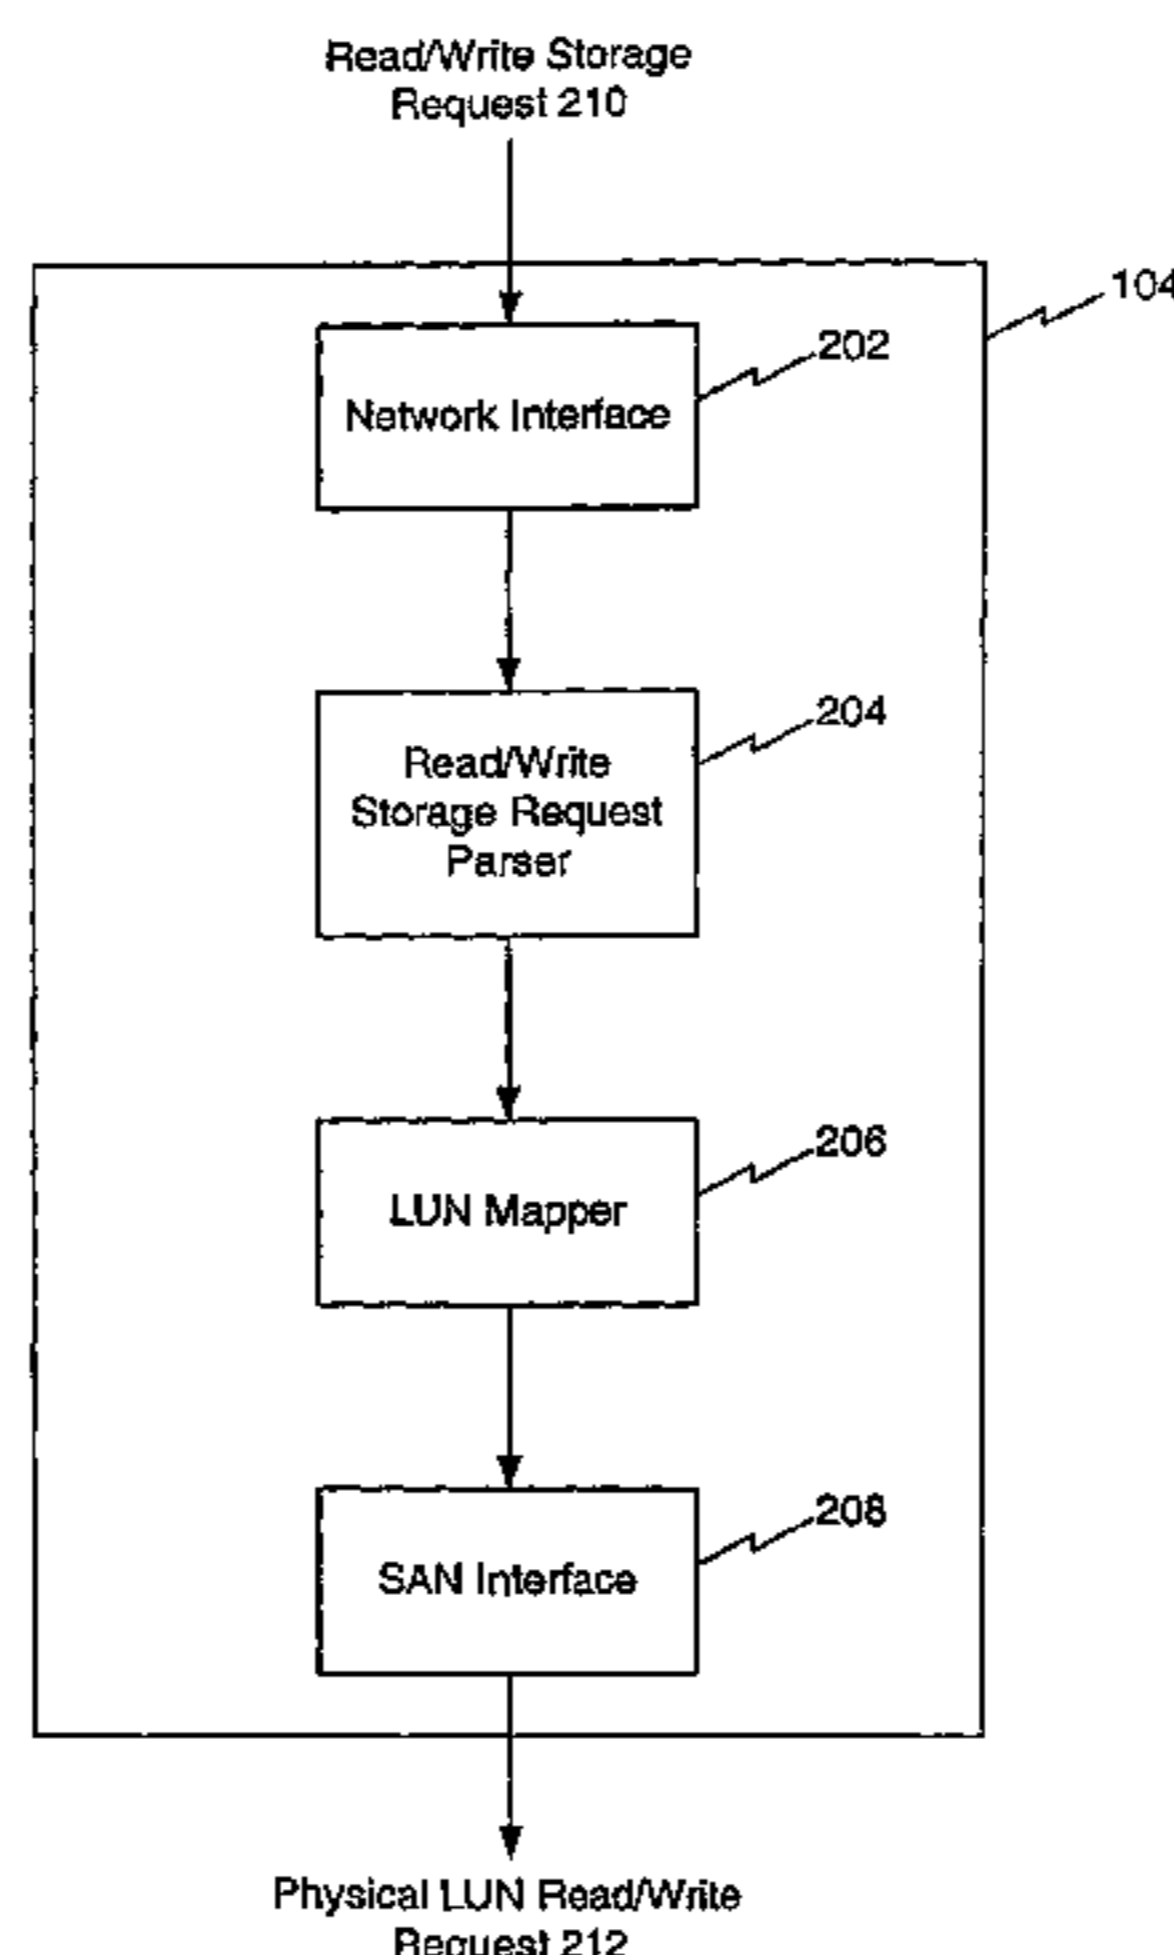 Read/Write Storage
Request 210
104
202
Network Interface
204
Read/Write
Storage Request
Parser
206
LUN Mapper
208
SAN Interface
Physical LUN Read/Write
Request 212